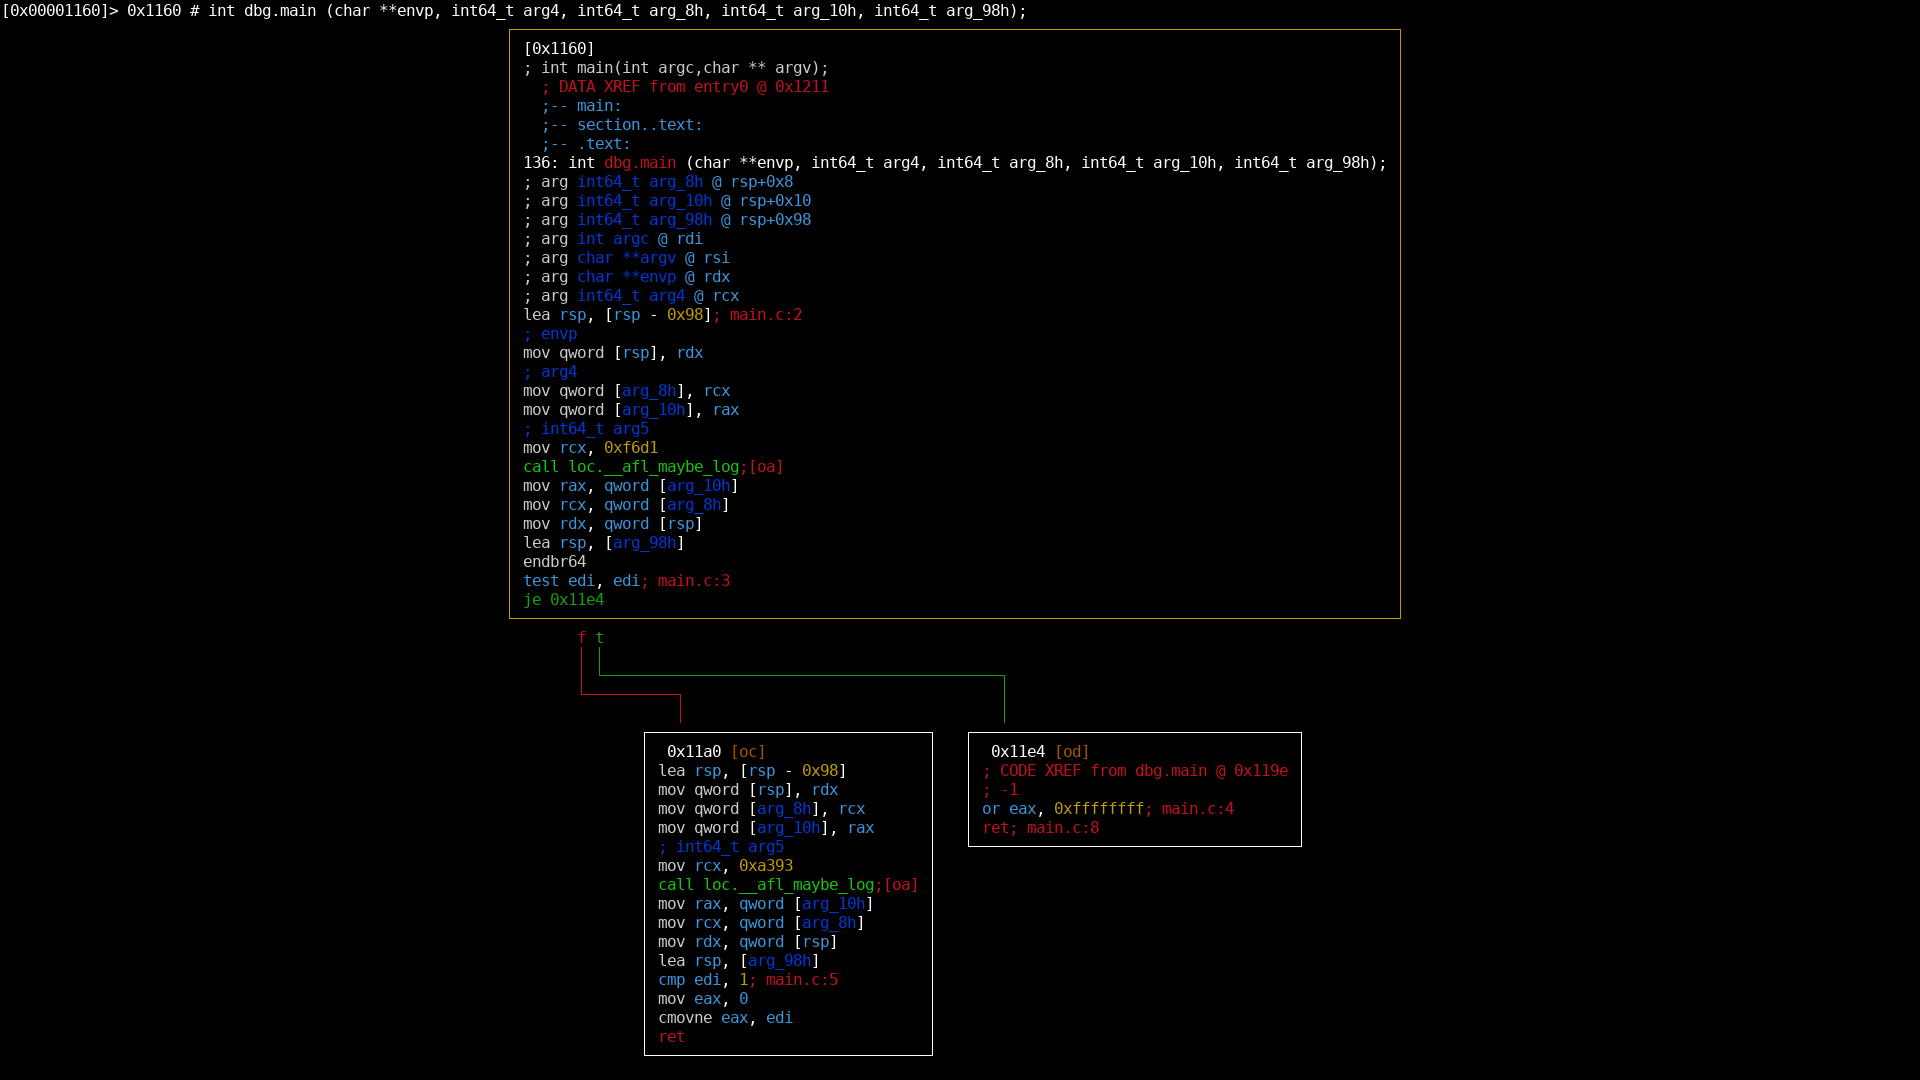 [0x00001160]> 0x1160 # int dbg.main (char **envp, int64_t arg4, int64_t arg_8h, int64_t arg_10h, int64_t arg_98h);
[0x1160]
; int main(int argc,char ** argv);
; DATA XREF from entry0 @ 0x1211
;-- main:
;-- section..text:
;-- .text:
136: int dbg.main (char **envp, int64_t arg4, int64_t arg_8h, int64_t arg_10h, int64_t arg_98h);
; arg int64_t arg_8h @ rsp+0x8
; arg int64_t arg_10h @ rsp+0x10
; arg int64_t arg_98h @ rsp+0x98
; arg int argc @ rdi
; arg char **argv @ rsi
; arg char **envp @ rdx
; arg int64_t arg4 @ rcx
lea rsp, [rsp - 0x98]; main.c:2
; envp
mov qword [rsp], rdx
; arg4
mov qword [arg_8h], rcx
mov qword [arg_10h], rax
; int64_t arg5
mov rcx, 0xf6d1
call loc.__afl_maybe_log;[oa]
mov rax, qword [arg_10h]
mov rcx, qword [arg_8h]
mov rdx, qword [rsp]
lea rsp, [arg_98h]
endbr64
test edi, edi; main.c:3
je 0x11e4
f t
0x11a0 [oc]
lea rsp, [rsp - 0x98]
mov qword [rsp], rdx
mov qword [arg_8h], rcx
mov qword [arg_10h], rax
; int64_t arg5
mov rcx, 0xa393
call loc.__afl_maybe_log;[oa]
mov rax, qword [arg_10h]
mov rcx, qword [arg_8h]
mov rdx, qword [rsp]
lea rsp, [arg_98h]
cmp edi, 1; main.c:5
mov eax, 0
cmovne eax, edi
ret
0x11e4 [od]
; CODE XREF from dbg.main @ 0x119e
; -1
or eax, 0xffffffff; main.c:4
ret; main.c:8